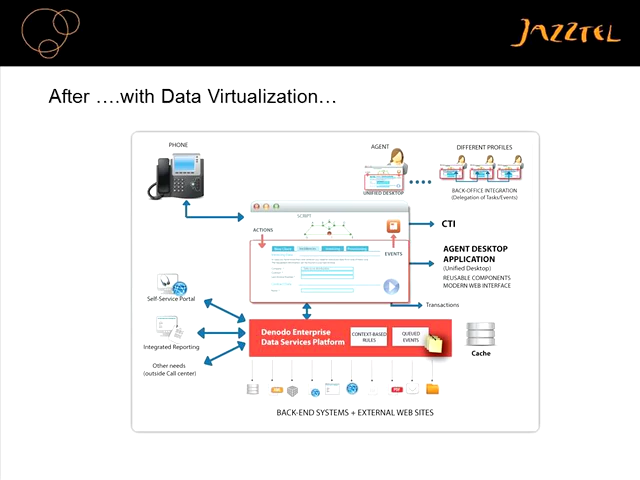 JAZZTEL
After ….with Data Virtualization…
PHONE
AGENT
DIFFERENT PROFILES
UNIFIED DESKTOP
BACK-OFFICE INTEGRATION
(Delegation of Tasks/Events)
SCRIPT
ACTIONS
EVENTS
CTI
AGENT DESKTOP
APPLICATION
(Unified Desktop)
REUSABLE COMPONENTS
MODERN WEB INTERFACE
Transactions
Self-Service Portal
Integrated Reporting
Other needs
(outside Call center)
Denodo Enterprise
Data Services Platform
CONTEXT-BASED
RULES
QUEUED
EVENTS
Cache
PDF
BACK-END SYSTEMS + EXTERNAL WEB SITES